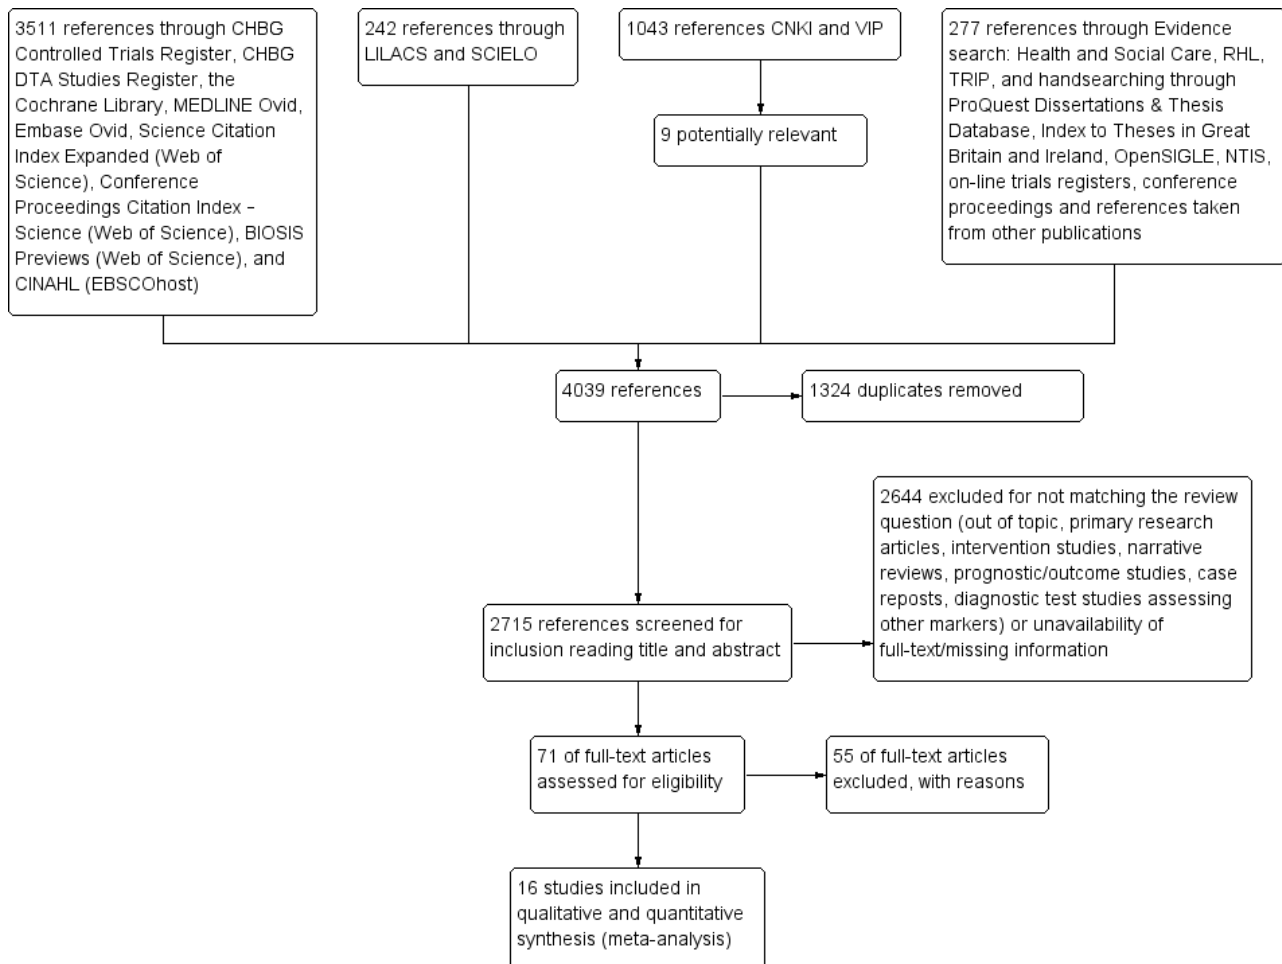 3511 references through CHBG
Controlled Trials Register, CHBG
DTA Studies Register, the
Cochrane Library, MEDLINE Ovid,
Embase Ovid, Science Citation
Index Expanded (Web of
Science), Conference
Proceedings Citation Index –
Science (Web of Science), BIOSIS
Previews (Web of Science), and
CINAHL (EBSCOhost)
242 references through
LILACS and SCIELO
1043 references CNKI and VIP
9 potentially relevant
277 references through Evidence
search: Health and Social Care, RHL,
TRIP, and handsearching through
ProQuest Dissertations & Thesis
Database, Index to Theses in Great
Britain and Ireland, OpenSIGLE, NTIS,
on-line trials registers, conference
proceedings and references taken
from other publications
4039 references
1324 duplicates removed
2644 excluded for not matching the review
question (out of topic, primary research
articles, intervention studies, narrative
reviews, prognostic/outcome studies, case
reposts, diagnostic test studies assessing
other markers) or unavailability of
full-text/missing information
2715 references screened for
inclusion reading title and abstract
71 of full-text articles
assessed for eligibility
55 of full-text articles
excluded, with reasons
16 studies included in
qualitative and quantitative
synthesis (meta-analysis)